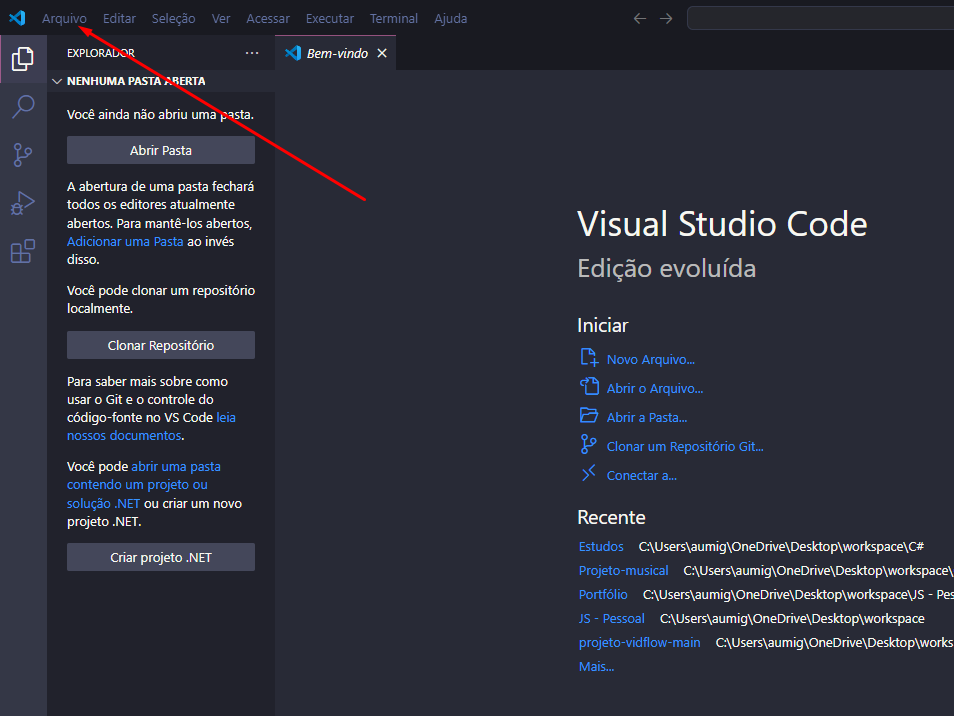 Arquivo Editar Seleção Ver Acessar Executar Terminal Ajuda
EXPLORADOR
Bem-vindo
NENHUMA PASTA ABERTA
Você ainda não abriu uma pasta.
Abrir Pasta
A abertura de uma pasta fechará
todos os editores atualmente
abertos. Para mantê-los abertos,
Adicionar uma Pasta ao invés
disso.
Você pode clonar um repositório
localmente.
Clonar Repositório
Para saber mais sobre como
usar o Git e o controle do
código-fonte no VS Code leia
nossos documentos.
Você pode abrir uma pasta
contendo um projeto ou
solução .NET ou criar um novo
projeto .NET.
Criar projeto .NET
Visual Studio Code
Edição evoluída
Iniciar
Novo Arquivo...
Abrir o Arquivo...
Abrir a Pasta...
Clonar um Repositório Git...
Conectar a...
Recente
Estudos C:\Users\aumig\OneDrive\Desktop\workspace\C#
Projeto-musical C:\Users\aumig\OneDrive\Desktop\workspace\
Portfólio C:\Users\aumig\OneDrive\Desktop\workspace\JS - Pes
JS - Pessoal C:\Users\aumig\OneDrive\Desktop\workspace
projeto-vidflow-main C:\Users\aumig\OneDrive\Desktop\works
Mais...